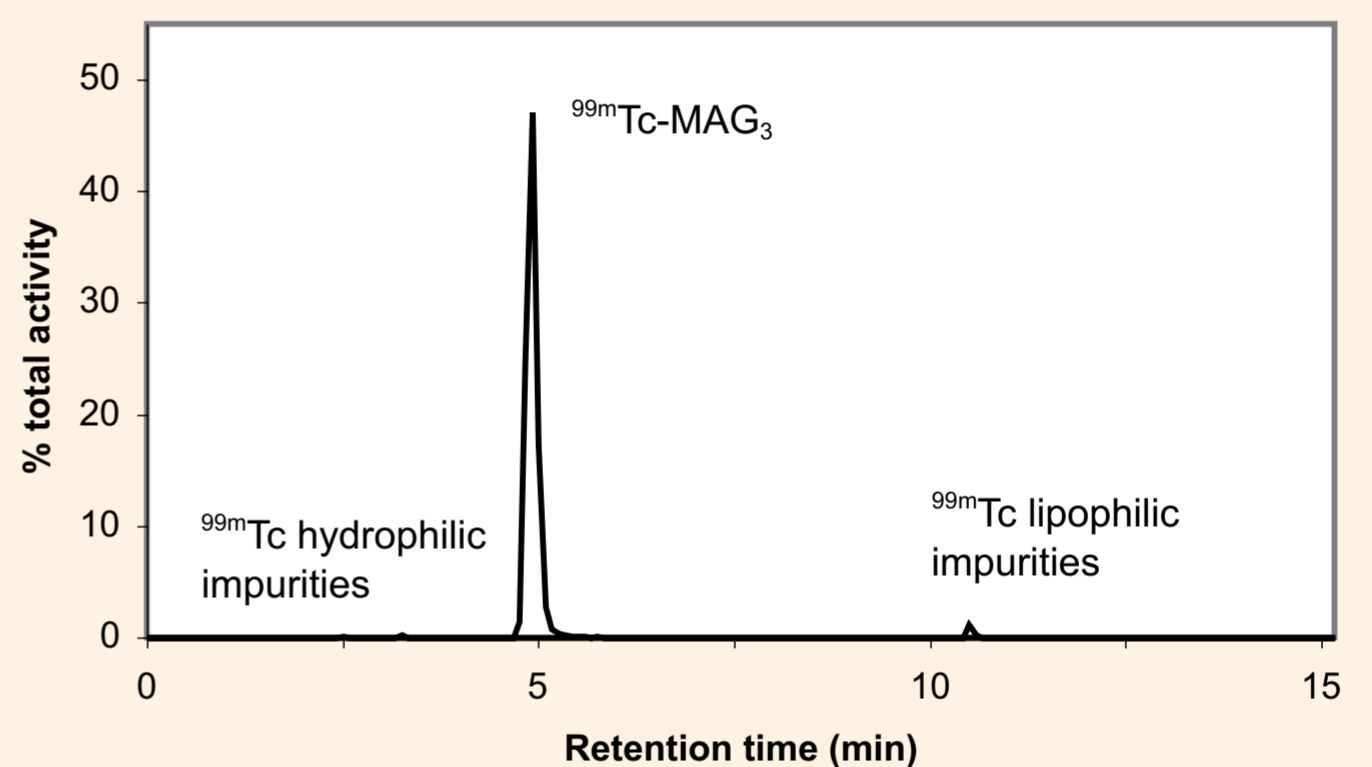 50
⁹⁹ᵐTc-MAG₃
40
% total activity
30
20
10
⁹⁹ᵐTc hydrophilic
impurities
⁹⁹ᵐTc lipophilic
impurities
0
0 5 10 15
Retention time (min)